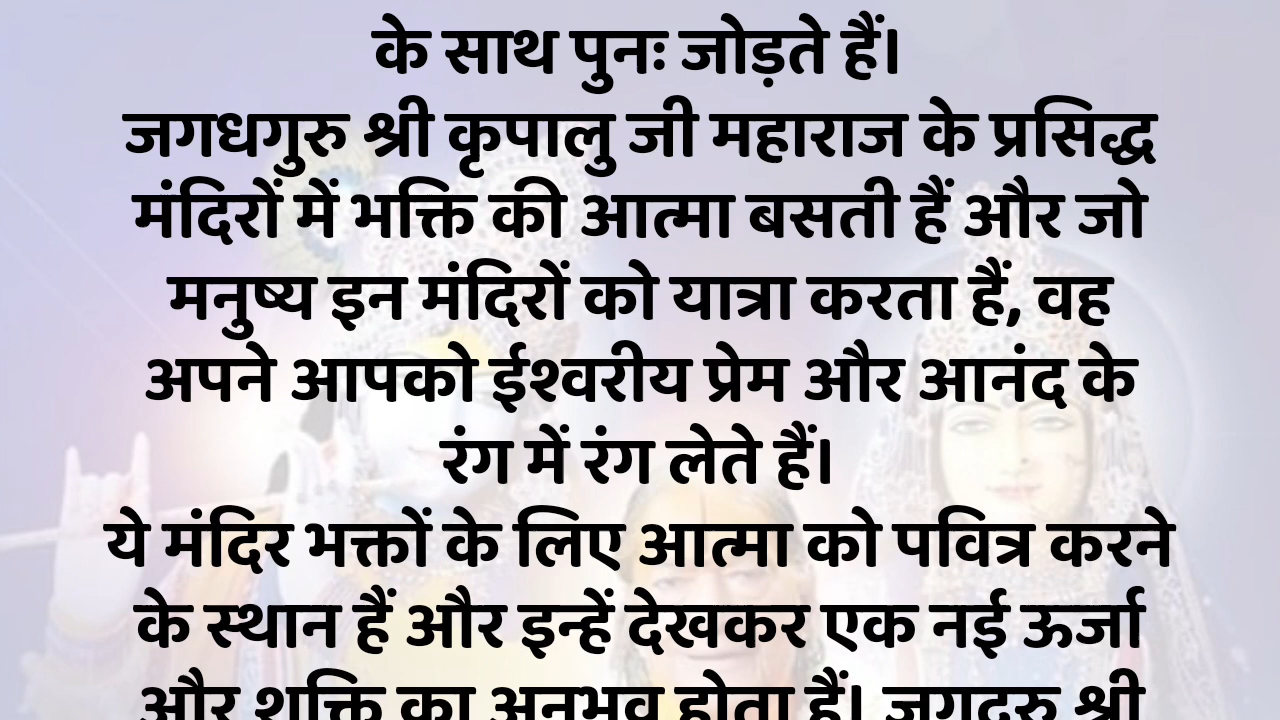 के साथ पुनः जोड़ते हैं।
जगधगुरु श्री कृपालु जी महाराज के प्रसिद्ध
मंदिरों में भक्ति की आत्मा बसती हैं और जो
मनुष्य इन मंदिरों को यात्रा करता हैं, वह
अपने आपको ईश्वरीय प्रेम और आनंद के
रंग में रंग लेते हैं।
ये मंदिर भक्तों के लिए आत्मा को पवित्र करने
के स्थान हैं और इन्हें देखकर एक नई ऊर्जा
और शक्ति का अनुभव होता हैं। जगद्गुरु श्री